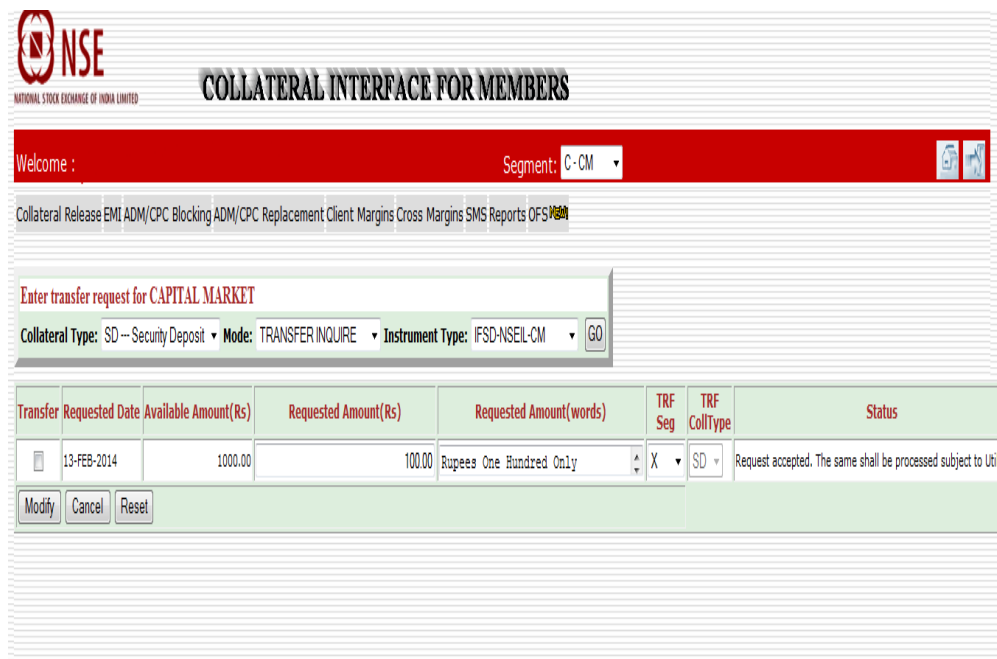 NSE
NATIONAL STOCK EXCHANGE OF INDIA LIMITED
COLLATERAL INTERFACE FOR MEMBERS
Welcome : Segment: C - CM
Collateral Release EMI ADM/CPC Blocking ADM/CPC Replacement Client Margins Cross Margins SMS Reports OFS NEW!
Enter transfer request for CAPITAL MARKET
Collateral Type: SD --- Security Deposit Mode: TRANSFER INQUIRE Instrument Type: IFSD-NSEIL-CM GO
Transfer Requested Date Available Amount(Rs) Requested Amount(Rs) Requested Amount(words) TRF Seg TRF CollType Status
13-FEB-2014 1000.00 100.00 Rupees One Hundred Only X SD Request accepted. The same shall be processed subject to Uti
Modify Cancel Reset